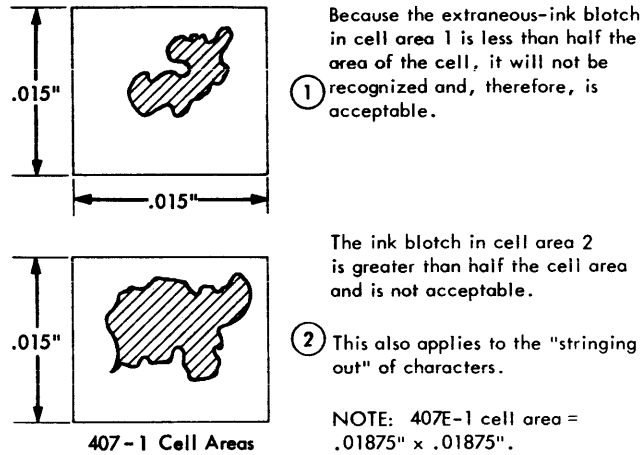 .015"
.015"
1
Because the extraneous-ink blotch
in cell area 1 is less than half the
area of the cell, it will not be
recognized and, therefore, is
acceptable.
.015"
2
The ink blotch in cell area 2
is greater than half the cell area
and is not acceptable.
This also applies to the "stringing
out" of characters.
NOTE: 407E-1 cell area =
.01875" x .01875".
407-1 Cell Areas